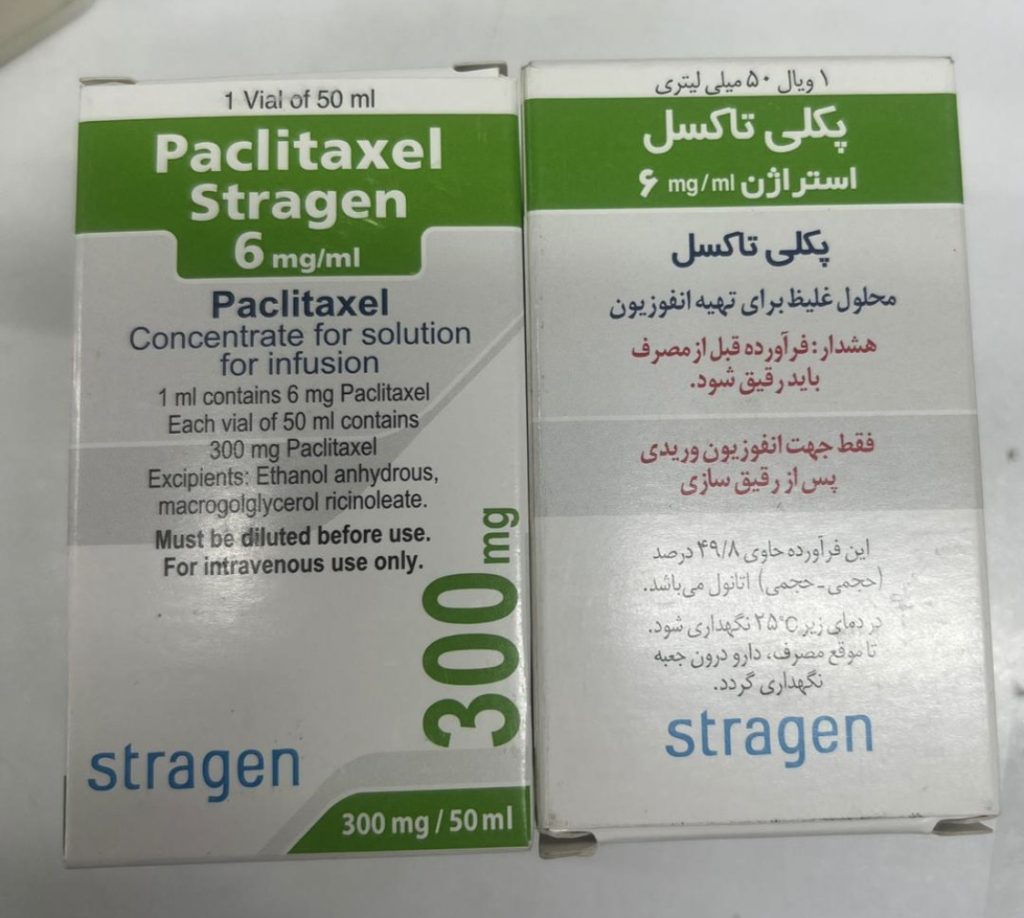 1 Vial of 50 ml
Paclitaxel
Stragen
6 mg/ml
Paclitaxel
Concentrate for solution
for infusion
1 ml contains 6 mg Paclitaxel
Each vial of 50 ml contains
300 mg Paclitaxel
Excipients: Ethanol anhydrous,
macrogolglycerol ricinoleate.
Must be diluted before use.
For intravenous use only.
300 mg
stragen
300 mg / 50 ml
۱ ویال ۵۰ میلی لیتری
پکلی تاکسل
استراژن ۶ mg/ml
پکلی تاکسل
محلول غلیظ برای تهیه انفوزیون
هشدار: فرآورده قبل از مصرف
باید رقیق شود.
فقط جهت انفوزیون وریدی
پس از رقیق سازی
این فرآورده حاوی ۴۹/۸ درصد
(حجمی-حجمی) اتانول می‌باشد.
در دمای زیر ۲۵°C نگهداری شود.
تا موقع مصرف، دارو درون جعبه
نگهداری گردد.
stragen